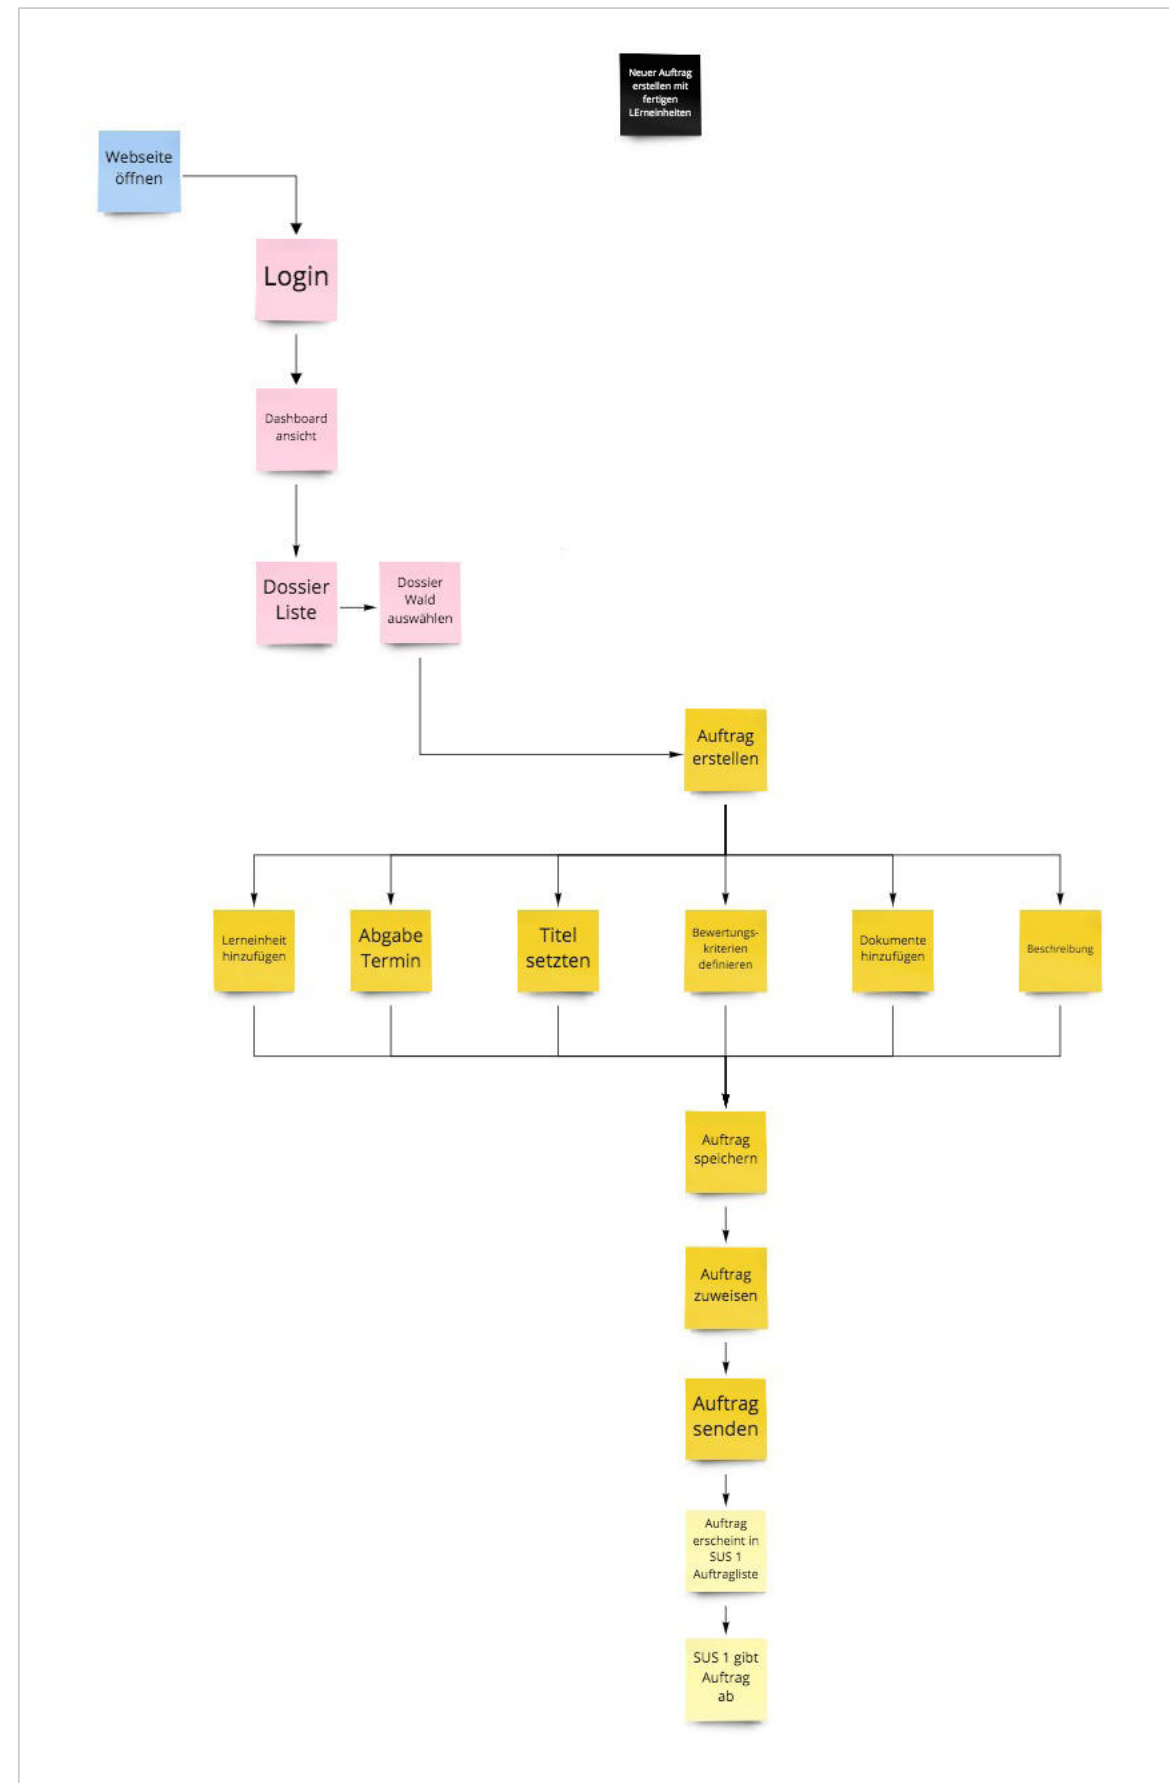 Neuer Auftrag
erstellen mit
fertigen
LErneinheiten
Webseite
öffnen
Login
Dashboard
ansicht
Dossier
Liste
Dossier
Wald
auswählen
Auftrag
erstellen
Lerneinheit
hinzufügen
Abgabe
Termin
Titel
setzten
Bewertungs-
kriterien
definieren
Dokumente
hinzufügen
Beschreibung
Auftrag
speichern
Auftrag
zuweisen
Auftrag
senden
Auftrag
erscheint in
SUS 1
Auftragliste
SUS 1 gibt
Auftrag
ab